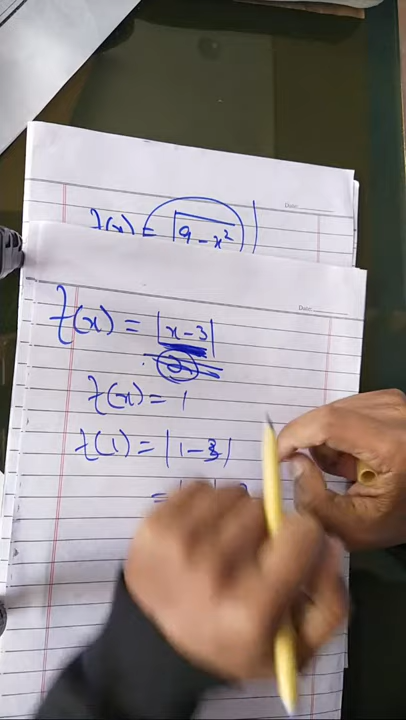 Date:
f(x) = √9-x²
Date:
f(x) = |x-3|
f(x) = 1
f(1) = |1-3|
=